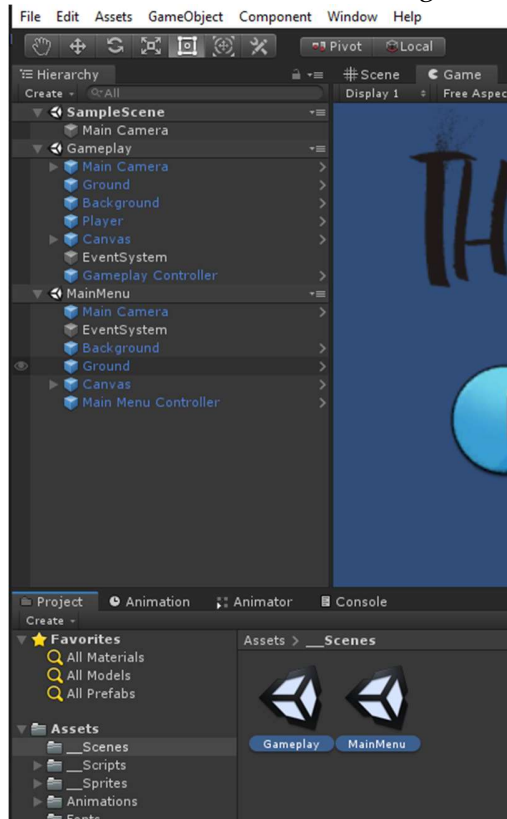 File Edit Assets GameObject Component Window Help
Pivot Local
Hierarchy
Create All
SampleScene
Main Camera
Gameplay
Main Camera
Ground
Background
Player
Canvas
EventSystem
Gameplay Controller
MainMenu
Main Camera
EventSystem
Background
Ground
Canvas
Main Menu Controller
Scene Game
Display 1 Free Aspec
TH
Project Animation Animator Console
Create
Favorites
All Materials
All Models
All Prefabs
Assets
__Scenes
__Scripts
__Sprites
Animations
Fonts
Assets > __Scenes
Gameplay MainMenu